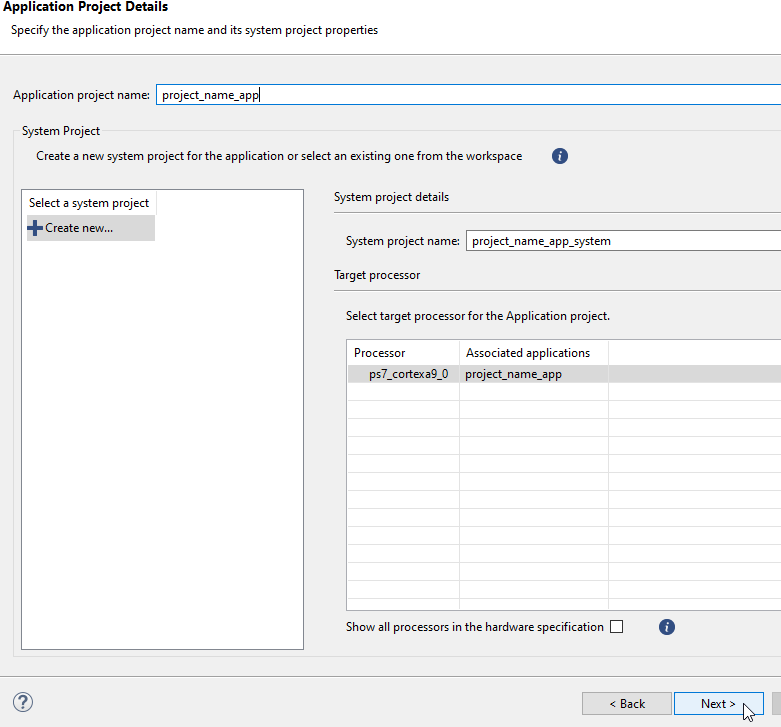 Application Project Details
Specify the application project name and its system project properties
Application project name: project_name_app
System Project
Create a new system project for the application or select an existing one from the workspace
Select a system project
Create new...
System project details
System project name: project_name_app_system
Target processor
Select target processor for the Application project.
Processor Associated applications
ps7_cortexa9_0 project_name_app
Show all processors in the hardware specification
< Back Next >